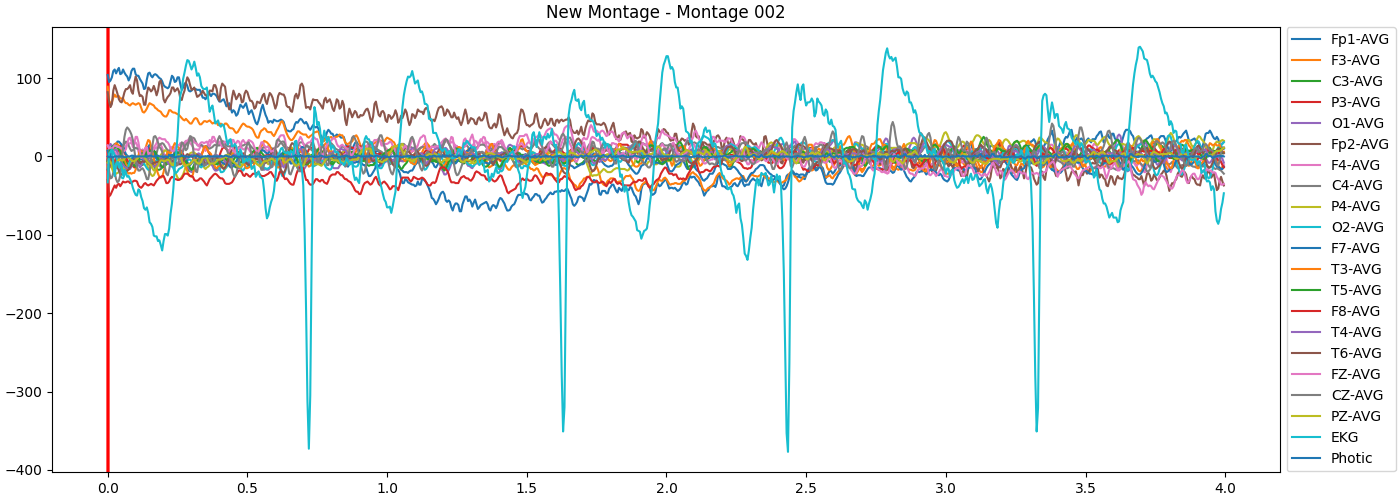 New Montage - Montage 002
100
0
−100
−200
−300
−400
0.0 0.5 1.0 1.5 2.0 2.5 3.0 3.5 4.0
Fp1-AVG
F3-AVG
C3-AVG
P3-AVG
O1-AVG
Fp2-AVG
F4-AVG
C4-AVG
P4-AVG
O2-AVG
F7-AVG
T3-AVG
T5-AVG
F8-AVG
T4-AVG
T6-AVG
FZ-AVG
CZ-AVG
PZ-AVG
EKG
Photic